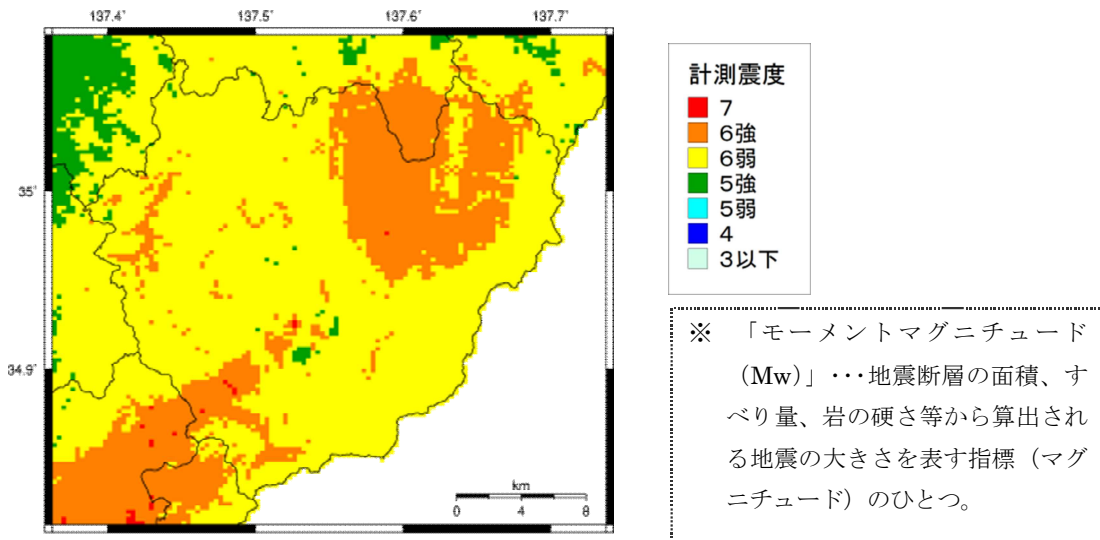 137.4° 137.5° 137.6° 137.7°
35°
34.9°
km
0 4 8
計測震度
7
6強
6弱
5強
5弱
4
3以下
※ 「モーメントマグニチュード
（Mw）」･･･地震断層の面積、す
べり量、岩の硬さ等から算出され
る地震の大きさを表す指標（マグ
ニチュード）のひとつ。